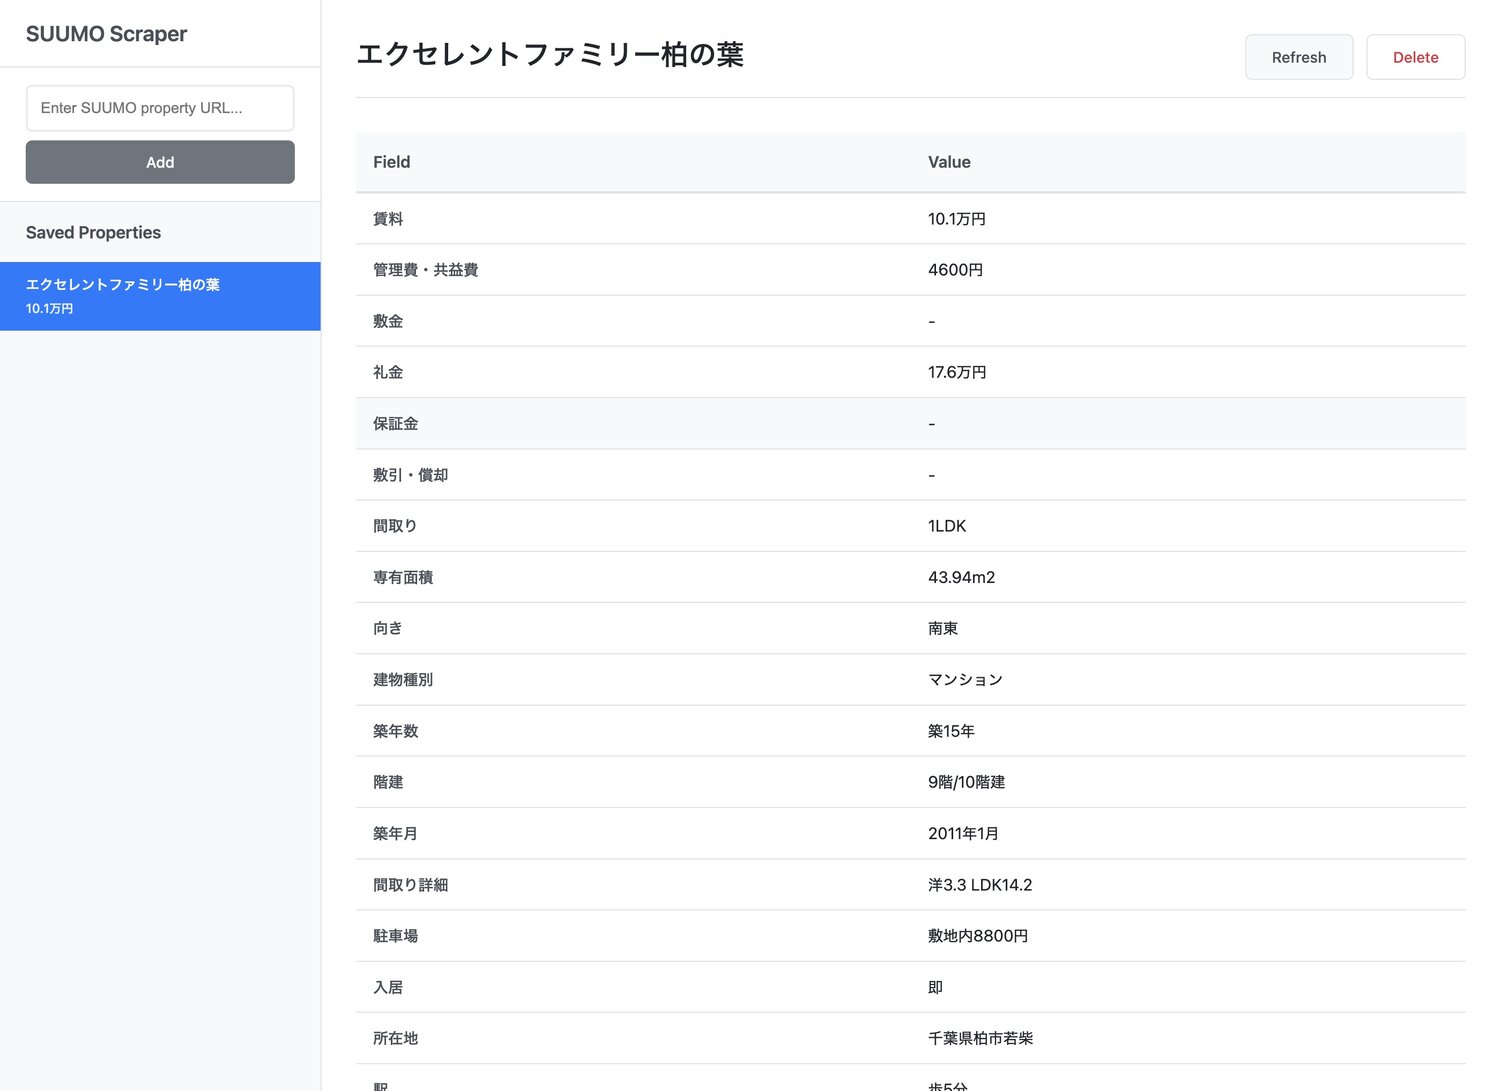 SUUMO Scraper
Enter SUUMO property URL...
Add
Saved Properties
エクセレントファミリー柏の葉
10.1万円
エクセレントファミリー柏の葉
Refresh
Delete
Field Value
賃料 10.1万円
管理費・共益費 4600円
敷金 -
礼金 17.6万円
保証金 -
敷引・償却 -
間取り 1LDK
専有面積 43.94m2
向き 南東
建物種別 マンション
築年数 築15年
階建 9階/10階建
築年月 2011年1月
間取り詳細 洋3.3 LDK14.2
駐車場 敷地内8800円
入居 即
所在地 千葉県柏市若柴
駅 歩5分